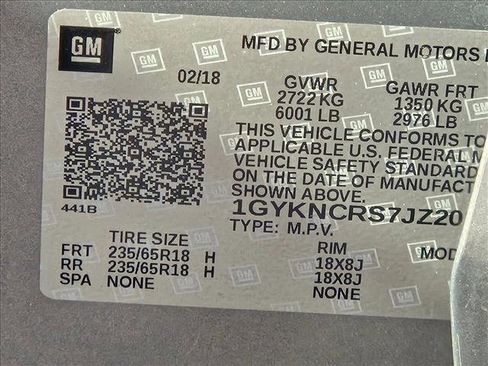 GM
MFD BY GENERAL MOTORS
02/18
GVWR GAWR FRT
2722 KG 1350 KG
6001 LB 2976 LB
THIS VEHICLE CONFORMS TO
APPLICABLE U.S. FEDERAL
VEHICLE SAFETY STANDARD
ON THE DATE OF MANUFACT
SHOWN ABOVE.
441B
1GYKNCRS7JZ20
TYPE: M.P.V.
TIRE SIZE RIM MOD
FRT 235/65R18 H 18X8J
RR 235/65R18 H 18X8J
SPA NONE NONE